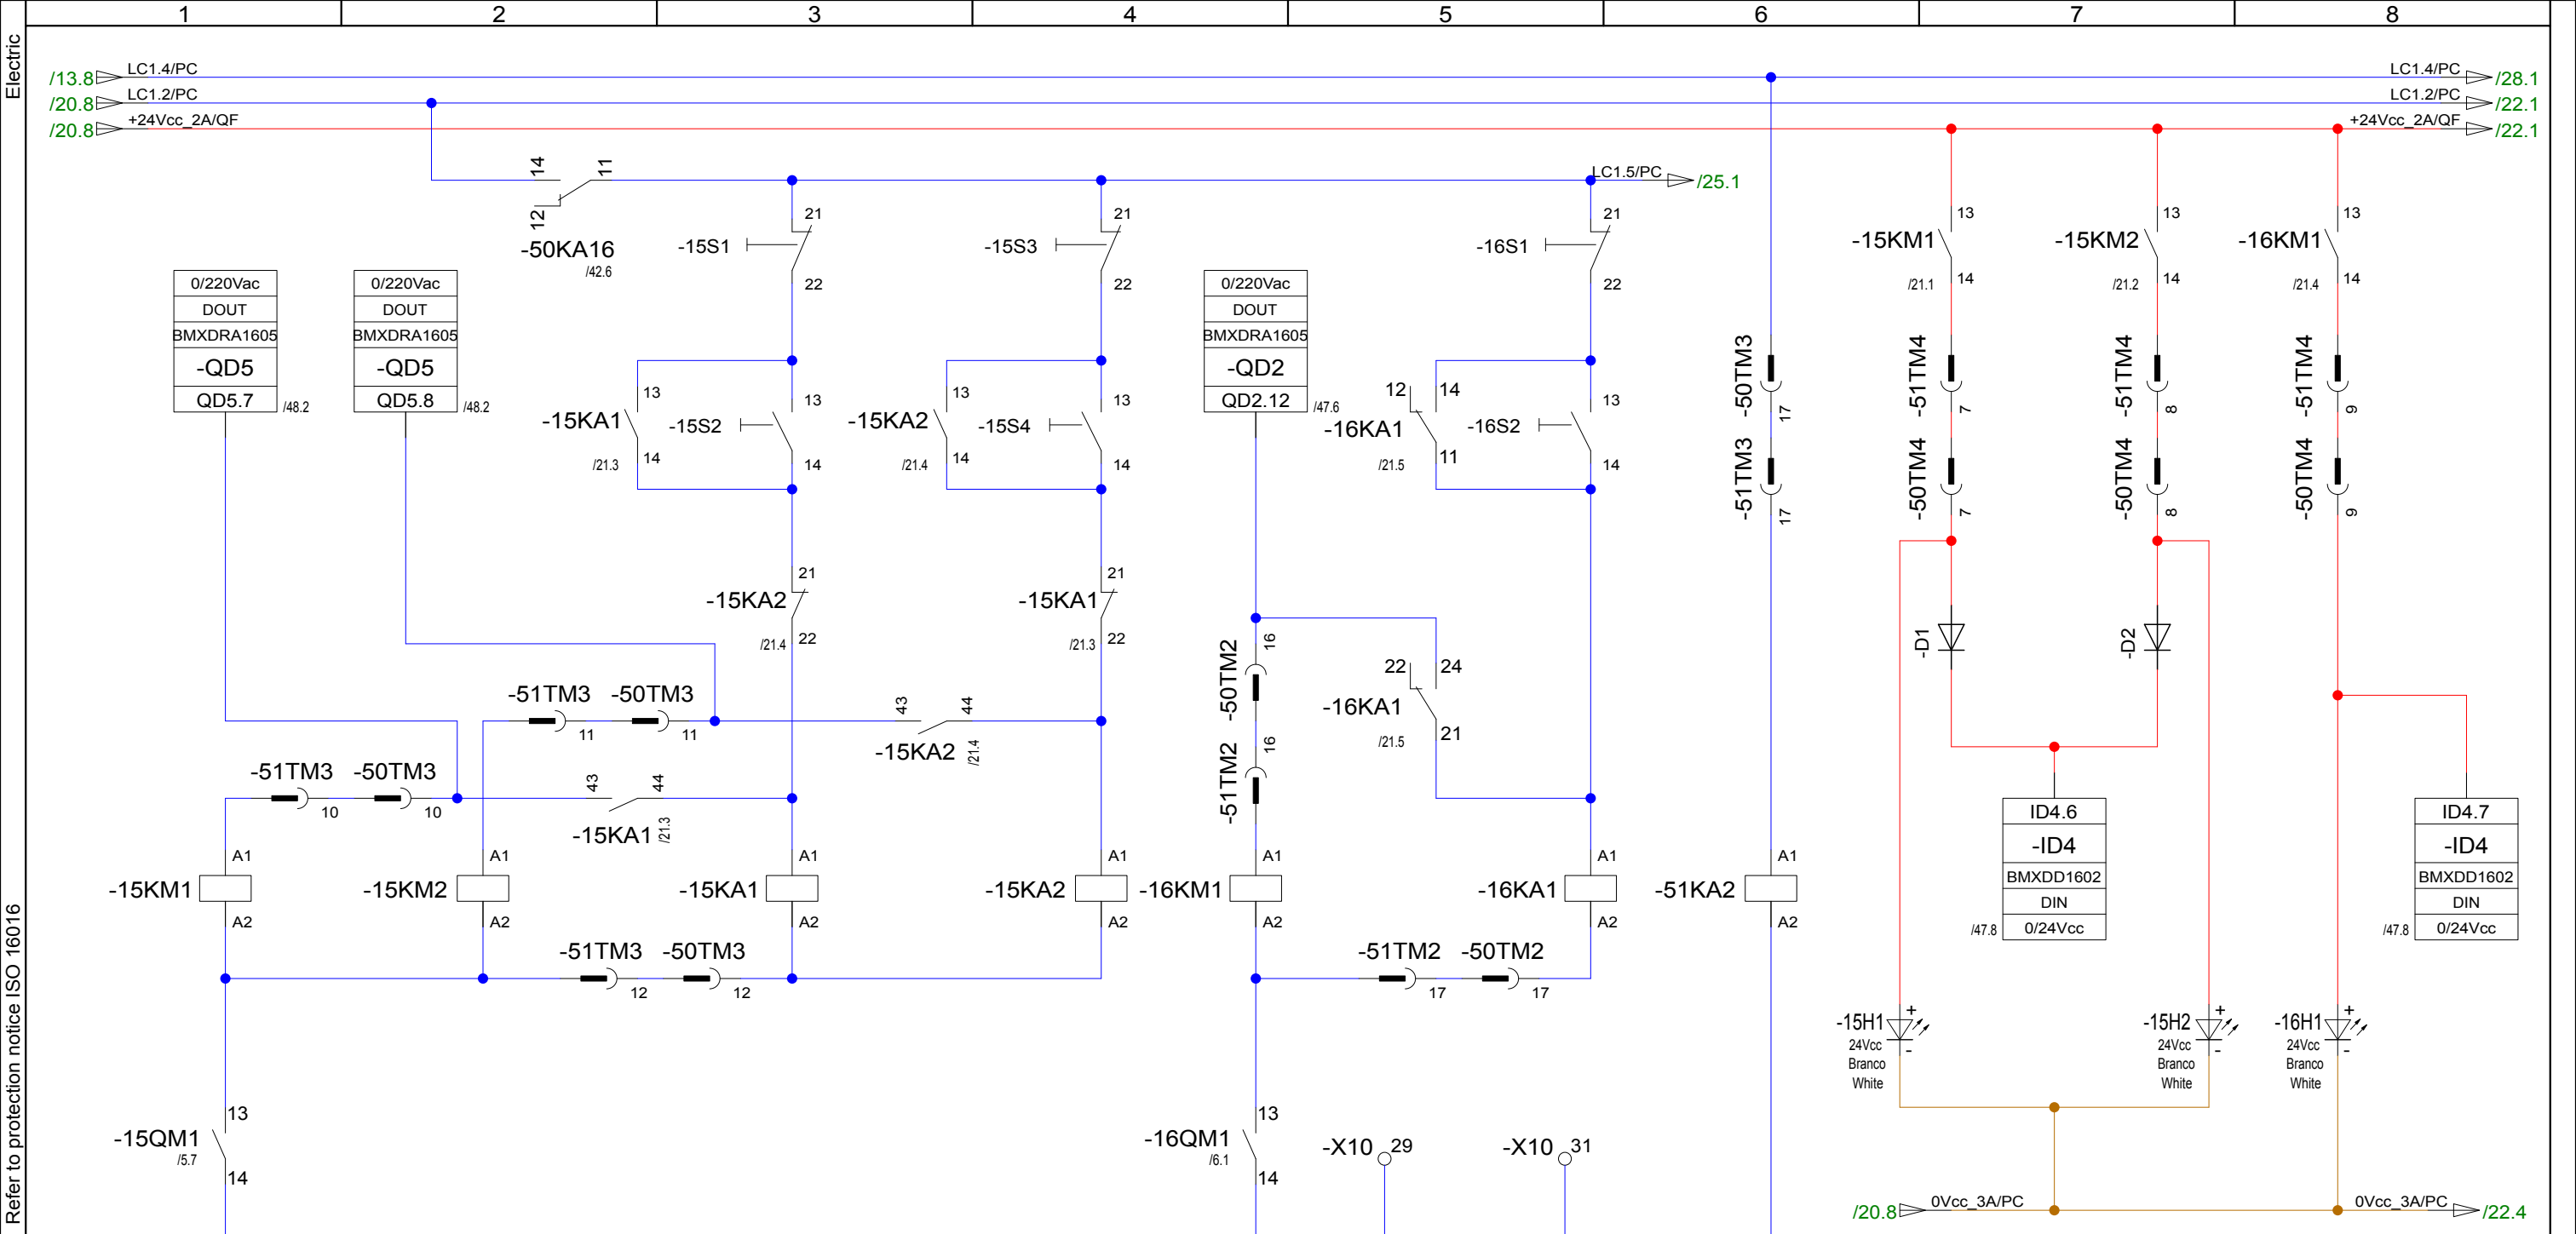 1 2 3 4 5 6 7 8
Electric
/13.8 LC1.4/PC LC1.4/PC /28.1
/20.8 LC1.2/PC LC1.2/PC /22.1
/20.8 +24Vcc_2A/QF +24Vcc_2A/QF /22.1
14 11 LC1.5/PC /25.1
12
-50KA16
/42.6
21 21 21 13 13 13
-15S1 -15S3 -16S1 -15KM1 -15KM2 -16KM1
22 22 22 /21.1 14 /21.2 14 /21.4 14
0/220Vac 0/220Vac 0/220Vac
DOUT DOUT DOUT
BMXDRA1605 BMXDRA1605 BMXDRA1605
-QD5 -QD5 -QD2
QD5.7 /48.2 QD5.8 /48.2 QD2.12 /47.6
-50TM3 -51TM4 -51TM4 -51TM4
17 7 8 9
13 13 13 13 12 14 13
-15KA1 -15S2 -15KA2 -15S4 -16KA1 -16S2
/21.3 14 14 /21.4 14 14 /21.5 11 14
-51TM3 -50TM4 -50TM4 -50TM4
17 7 8 9
21 21
-15KA2 -15KA1
/21.4 22 /21.3 22
-D1 -D2
-50TM2 16 22 24
-16KA1
/21.5 21
-51TM3 -50TM3 43 44
11 11 -15KA2 /21.4
-51TM2 16
-51TM3 -50TM3 43 44
10 10 -15KA1 /21.3
ID4.6 ID4.7
-ID4 -ID4
BMXDD1602 BMXDD1602
DIN DIN
/47.8 0/24Vcc /47.8 0/24Vcc
A1 A1 A1 A1 A1 A1 A1
-15KM1 -15KM2 -15KA1 -15KA2 -16KM1 -16KA1 -51KA2
A2 A2 A2 A2 A2 A2 A2
-51TM3 -50TM3 -51TM2 -50TM2
12 12 17 17
+ + 
-15H1 -15H2 -16H1
24Vcc 24Vcc 24Vcc
- - -
Branco Branco Branco
White White White
13 13
-15QM1 -16QM1 -X10 29 -X10 31
/5.7 /6.1
14 14
/20.8 0Vcc_3A/PC 0Vcc_3A/PC /22.4
Refer to protection notice ISO 16016